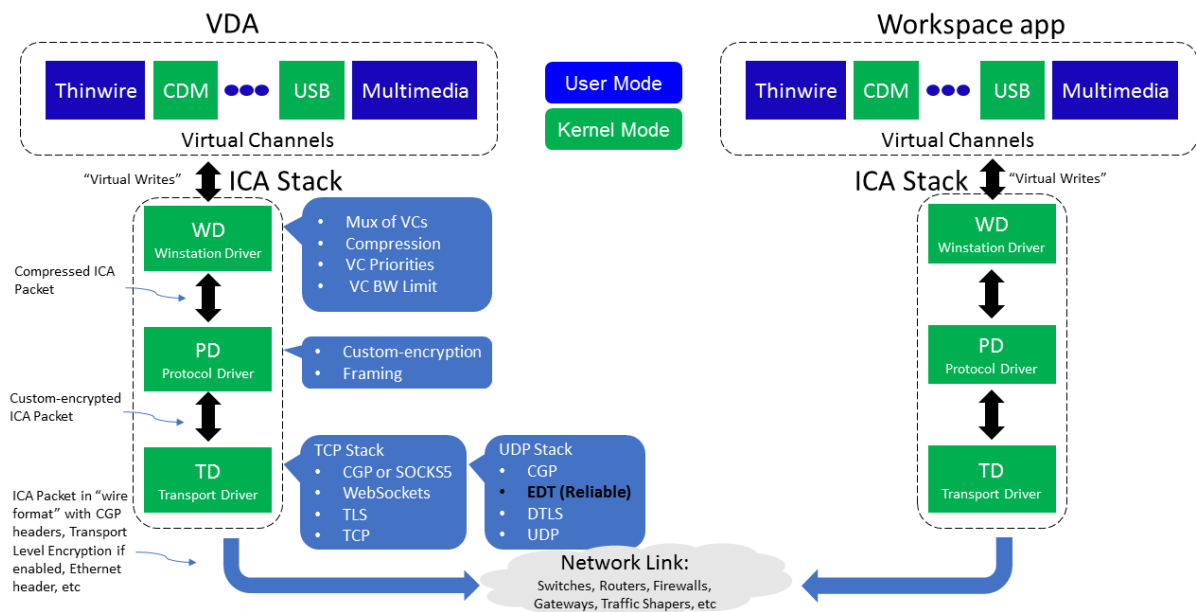 VDA
Thinwire
CDM
USB
Multimedia
Virtual Channels
User Mode
Kernel Mode
Workspace app
Thinwire
CDM
USB
Multimedia
Virtual Channels
“Virtual Writes”
ICA Stack
WD
Winstation Driver
• Mux of VCs
• Compression
• VC Priorities
• VC BW Limit
Compressed ICA
Packet
PD
Protocol Driver
• Custom-encryption
• Framing
Custom-encrypted
ICA Packet
TD
Transport Driver
TCP Stack
• CGP or SOCKS5
• WebSockets
• TLS
• TCP
UDP Stack
• CGP
• EDT (Reliable)
• DTLS
• UDP
ICA Packet in “wire
format” with CGP
headers, Transport
Level Encryption if
enabled, Ethernet
header, etc
Network Link:
Switches, Routers, Firewalls,
Gateways, Traffic Shapers, etc
ICA Stack
“Virtual Writes”
WD
Winstation Driver
PD
Protocol Driver
TD
Transport Driver